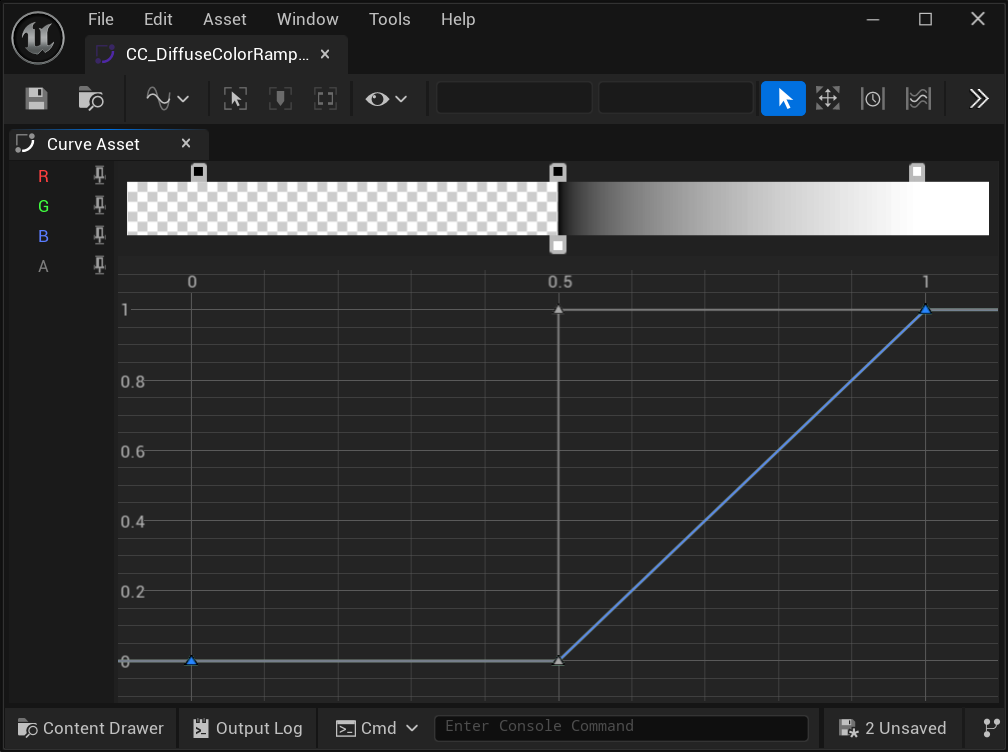 File Edit Asset Window Tools Help
CC_DiffuseColorRamp...
Curve Asset
R
G
B
A
0 0.5 1
1
0.8
0.6
0.4
0.2
0
Content Drawer Output Log Cmd Enter Console Command 2 Unsaved